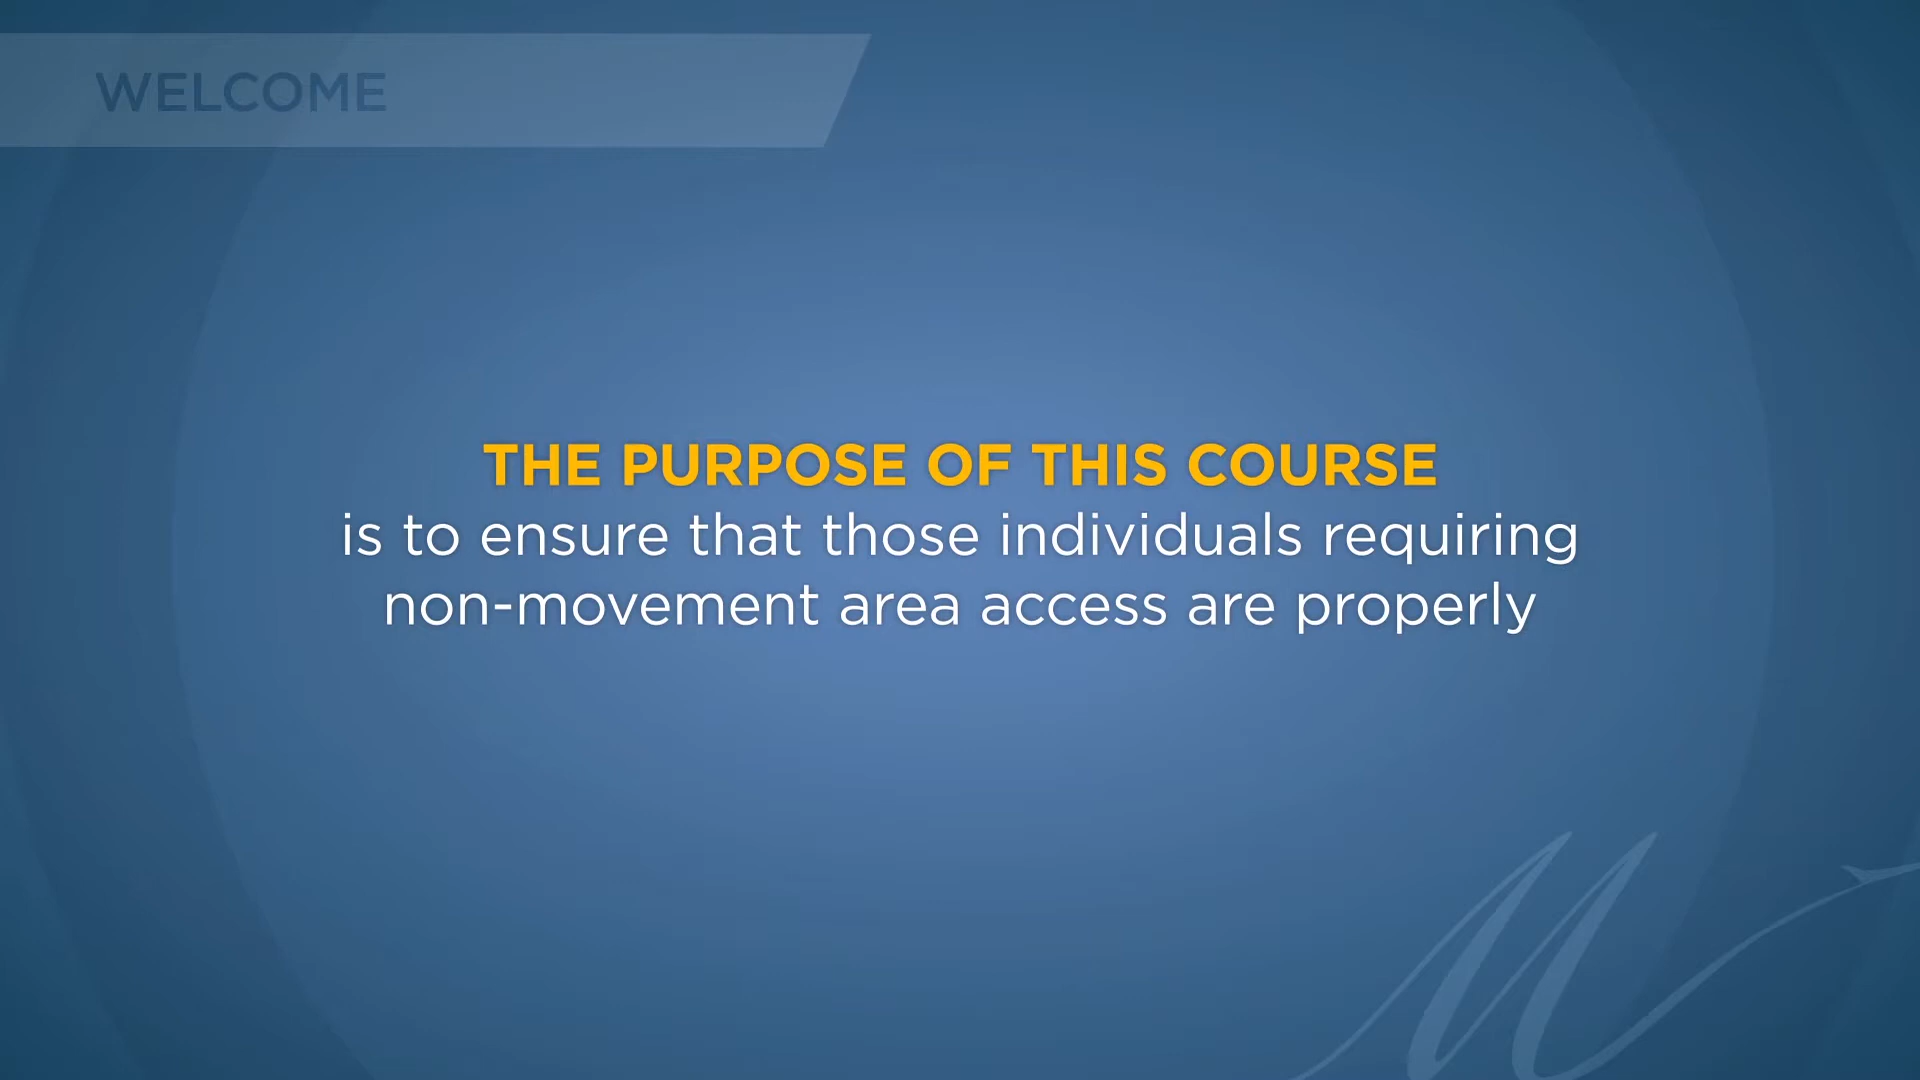 WELCOME
THE PURPOSE OF THIS COURSE
is to ensure that those individuals requiring
non-movement area access are properly